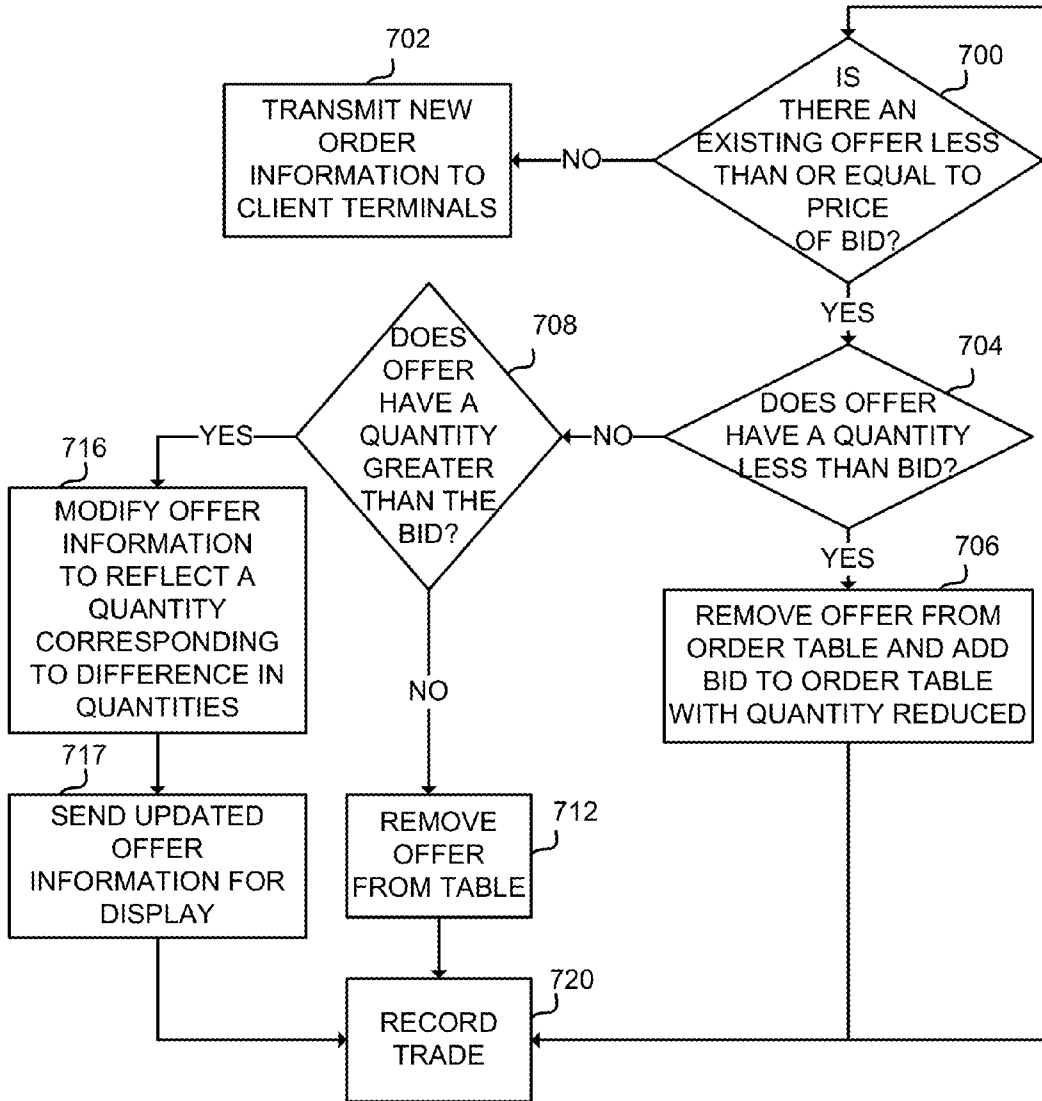 702
TRANSMIT NEW
ORDER
INFORMATION TO
CLIENT TERMINALS
NO
700
IS
THERE AN
EXISTING OFFER LESS
THAN OR EQUAL TO
PRICE
OF BID?
YES
704
DOES OFFER
HAVE A QUANTITY
LESS THAN BID?
NO
YES
706
REMOVE OFFER FROM
ORDER TABLE AND ADD
BID TO ORDER TABLE
WITH QUANTITY REDUCED
708
DOES
OFFER
HAVE A
QUANTITY
GREATER
THAN THE
BID?
YES
NO
716
MODIFY OFFER
INFORMATION
TO REFLECT A
QUANTITY
CORRESPONDING
TO DIFFERENCE IN
QUANTITIES
717
SEND UPDATED
OFFER
INFORMATION FOR
DISPLAY
712
REMOVE
OFFER
FROM TABLE
720
RECORD
TRADE